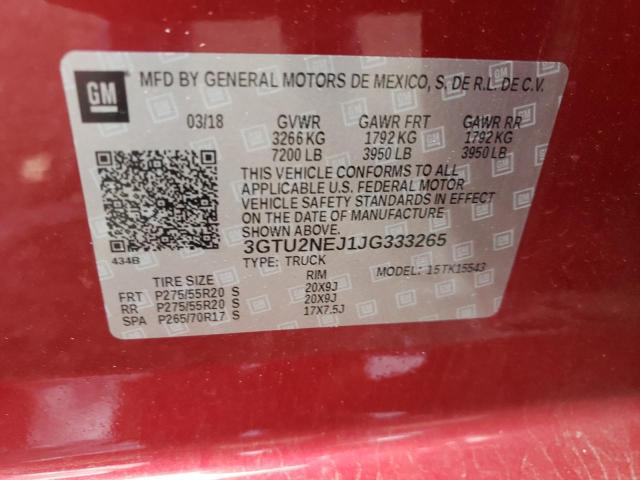 GM
MFD BY GENERAL MOTORS DE MEXICO, S. DE R.L. DE C.V.
03/18 GVWR GAWR FRT GAWR RR
3266 KG 1792 KG 1792 KG
7200 LB 3950 LB 3950 LB
THIS VEHICLE CONFORMS TO ALL
APPLICABLE U.S. FEDERAL MOTOR
VEHICLE SAFETY STANDARDS IN EFFECT
ON THE DATE OF MANUFACTURE
3GTU2NEJ1JG333265
434B
TYPE: TRUCK MODEL: 15TK15543
TIRE SIZE RIM
FRT P275/55R20 S 20X9J
RR P275/55R20 S 20X9J
SPA P265/70R17 S 17X7.5J